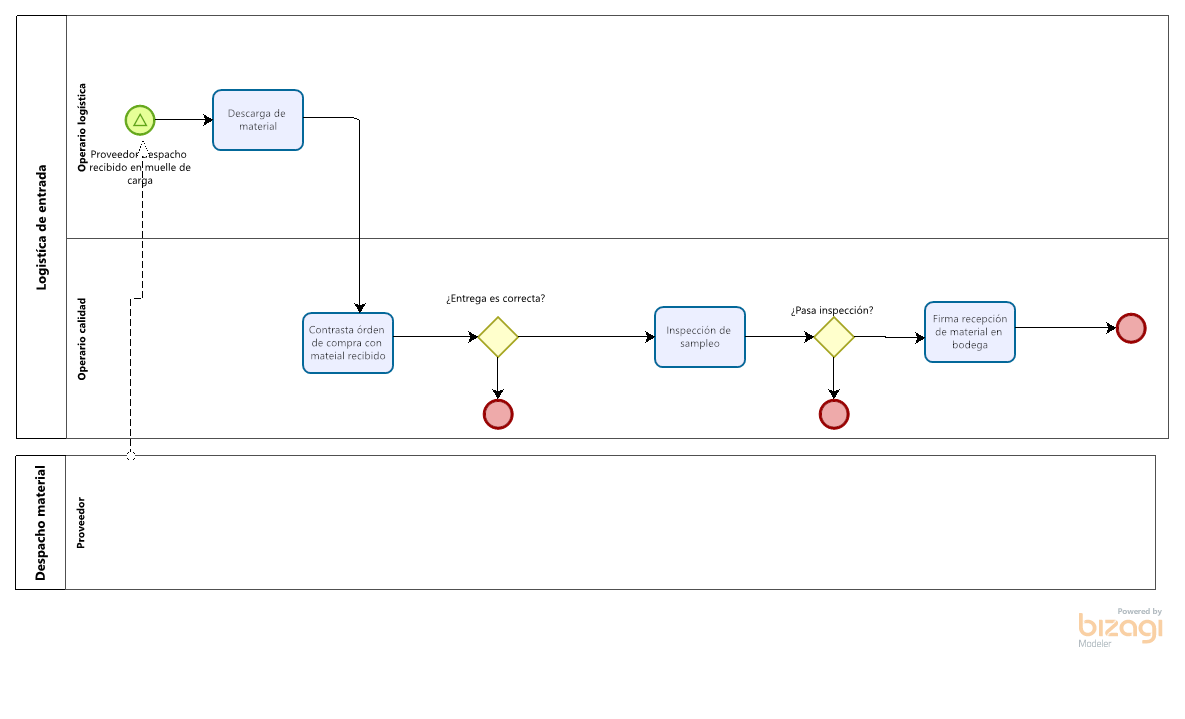 Logística de entrada
Operario logística
Proveedor despacho
recibido en muelle de
carga
Descarga de
material
Operario calidad
Contrasta órden
de compra con
mateial recibido
¿Entrega es correcta?
Inspección de
sampleo
¿Pasa inspección?
Firma recepción
de material en
bodega
Despacho material
Proveedor
Powered by
bizagi
Modeler